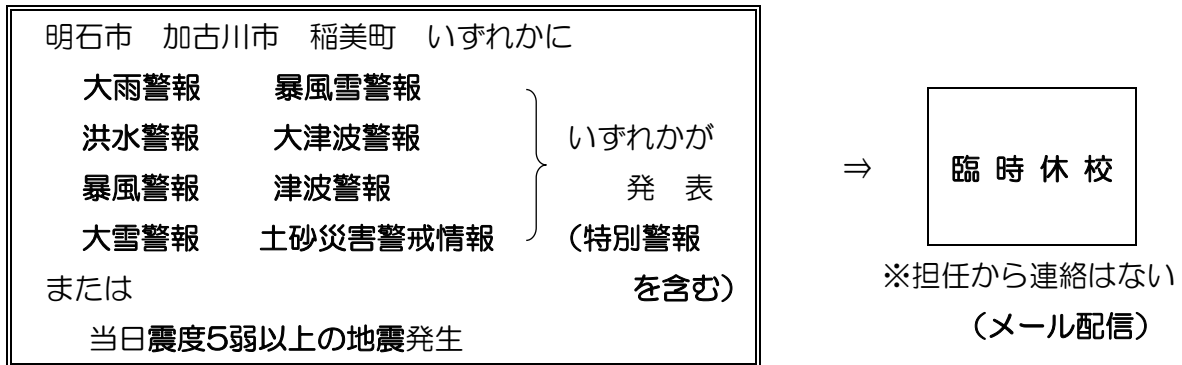 明石市　加古川市　稲美町　いずれかに
大雨警報　暴風雪警報
洪水警報　大津波警報　いずれかが
暴風警報　津波警報　発　表
大雪警報　土砂災害警戒情報　（特別警報
または　を含む）
当日震度5弱以上の地震発生
⇒　臨 時 休 校
※担任から連絡はない
（メール配信）